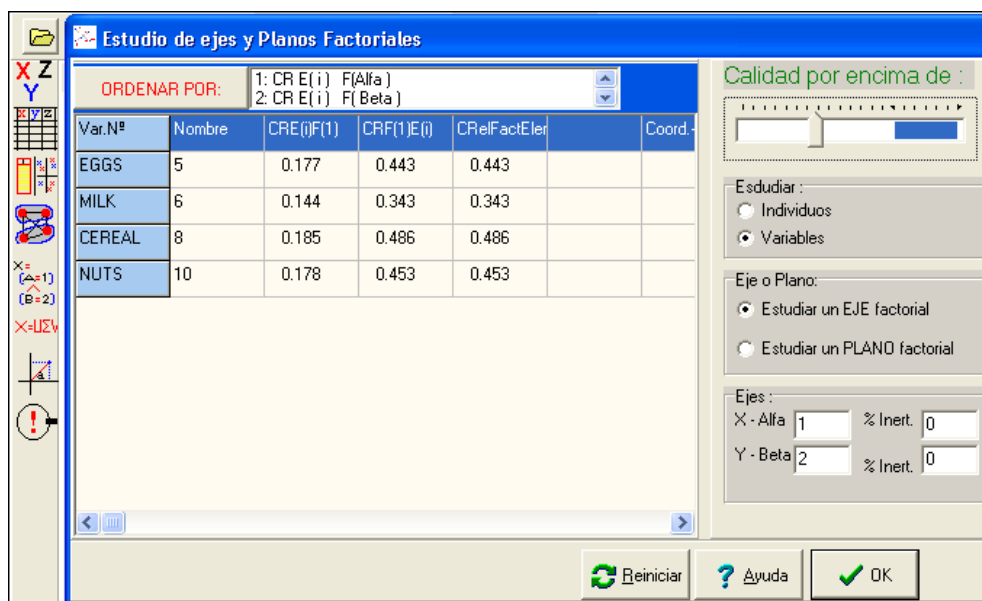 Estudio de ejes y Planos Factoriales
X Z
Y
x y z
X=
(A=1)
(B=2)
X=UΣV
a
!
ORDENAR POR:
1: CR E( i ) F(Alfa )
2: CR E( i ) F( Beta )
Var.Nº Nombre CRE(i)F(1) CRF(1)E(i) CRelFactEler Coord.-
EGGS 5 0.177 0.443 0.443
MILK 6 0.144 0.343 0.343
CEREAL 8 0.185 0.486 0.486
NUTS 10 0.178 0.453 0.453
Calidad por encima de :
Esdudiar :
Individuos
Variables
Eje o Plano:
Estudiar un EJE factorial
Estudiar un PLANO factorial
Ejes :
X - Alfa 1 % Inert. 0
Y - Beta 2 % Inert. 0
Reiniciar ? Ayuda OK